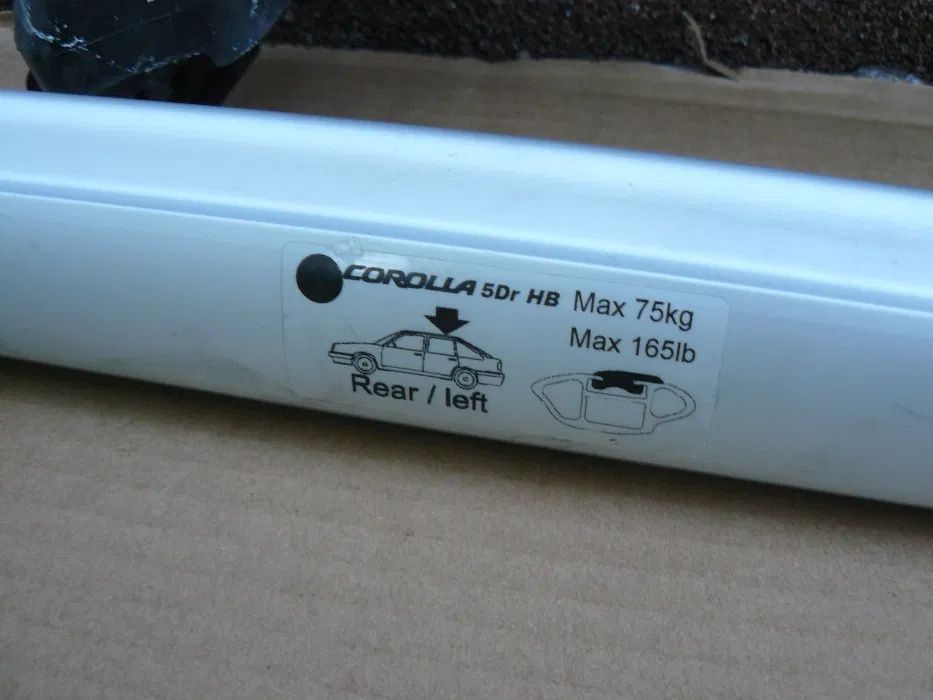 COROLLA 5Dr HB Max 75kg
Max 165lb
Rear / left